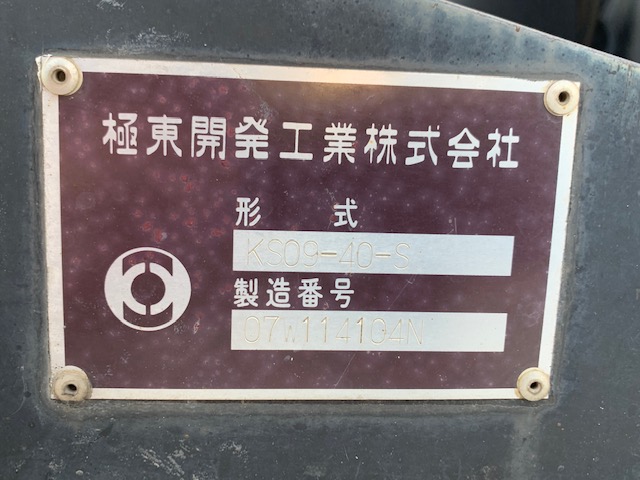 極東開発工業株式会社
形 式
KS09-40-S
製造番号
07W114104N